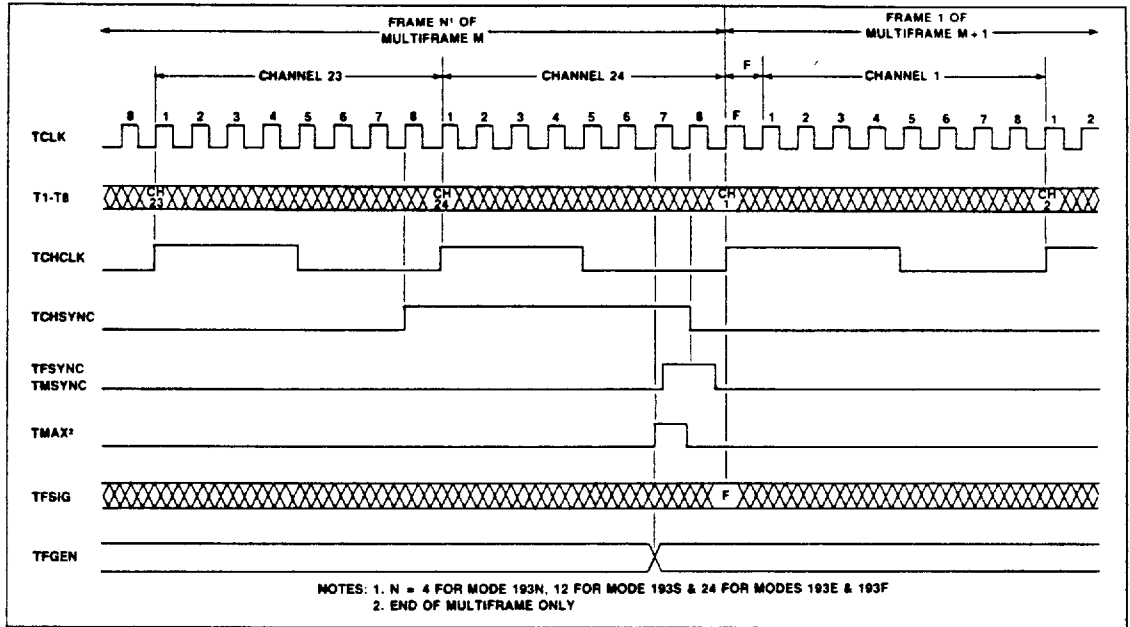 FRAME N¹ OF
MULTIFRAME M
FRAME 1 OF
MULTIFRAME M + 1
CHANNEL 23
CHANNEL 24
F
CHANNEL 1
TCLK
8 1 2 3 4 5 6 7 8 1 2 3 4 5 6 7 8 F 1 2 3 4 5 6 7 8 1 2
T1-T8
CH 23
CH 24
CH 1
CH 2
TCHCLK
TCHSYNC
TFSYNC
TMSYNC
TMAX²
TFSIG
F
TFGEN
NOTES: 1. N = 4 FOR MODE 193N, 12 FOR MODE 193S & 24 FOR MODES 193E & 193F
2. END OF MULTIFRAME ONLY